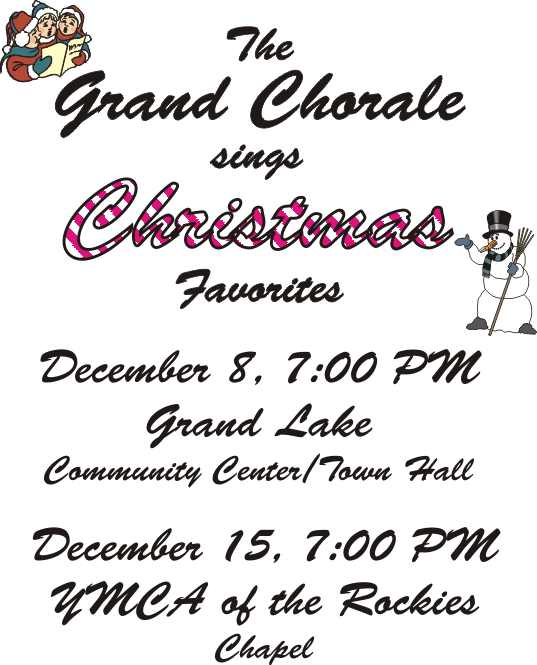 The
Grand Chorale
sings
Christmas
Favorites
December 8, 7:00 PM
Grand Lake
Community Center/Town Hall
December 15, 7:00 PM
YMCA of the Rockies
Chapel